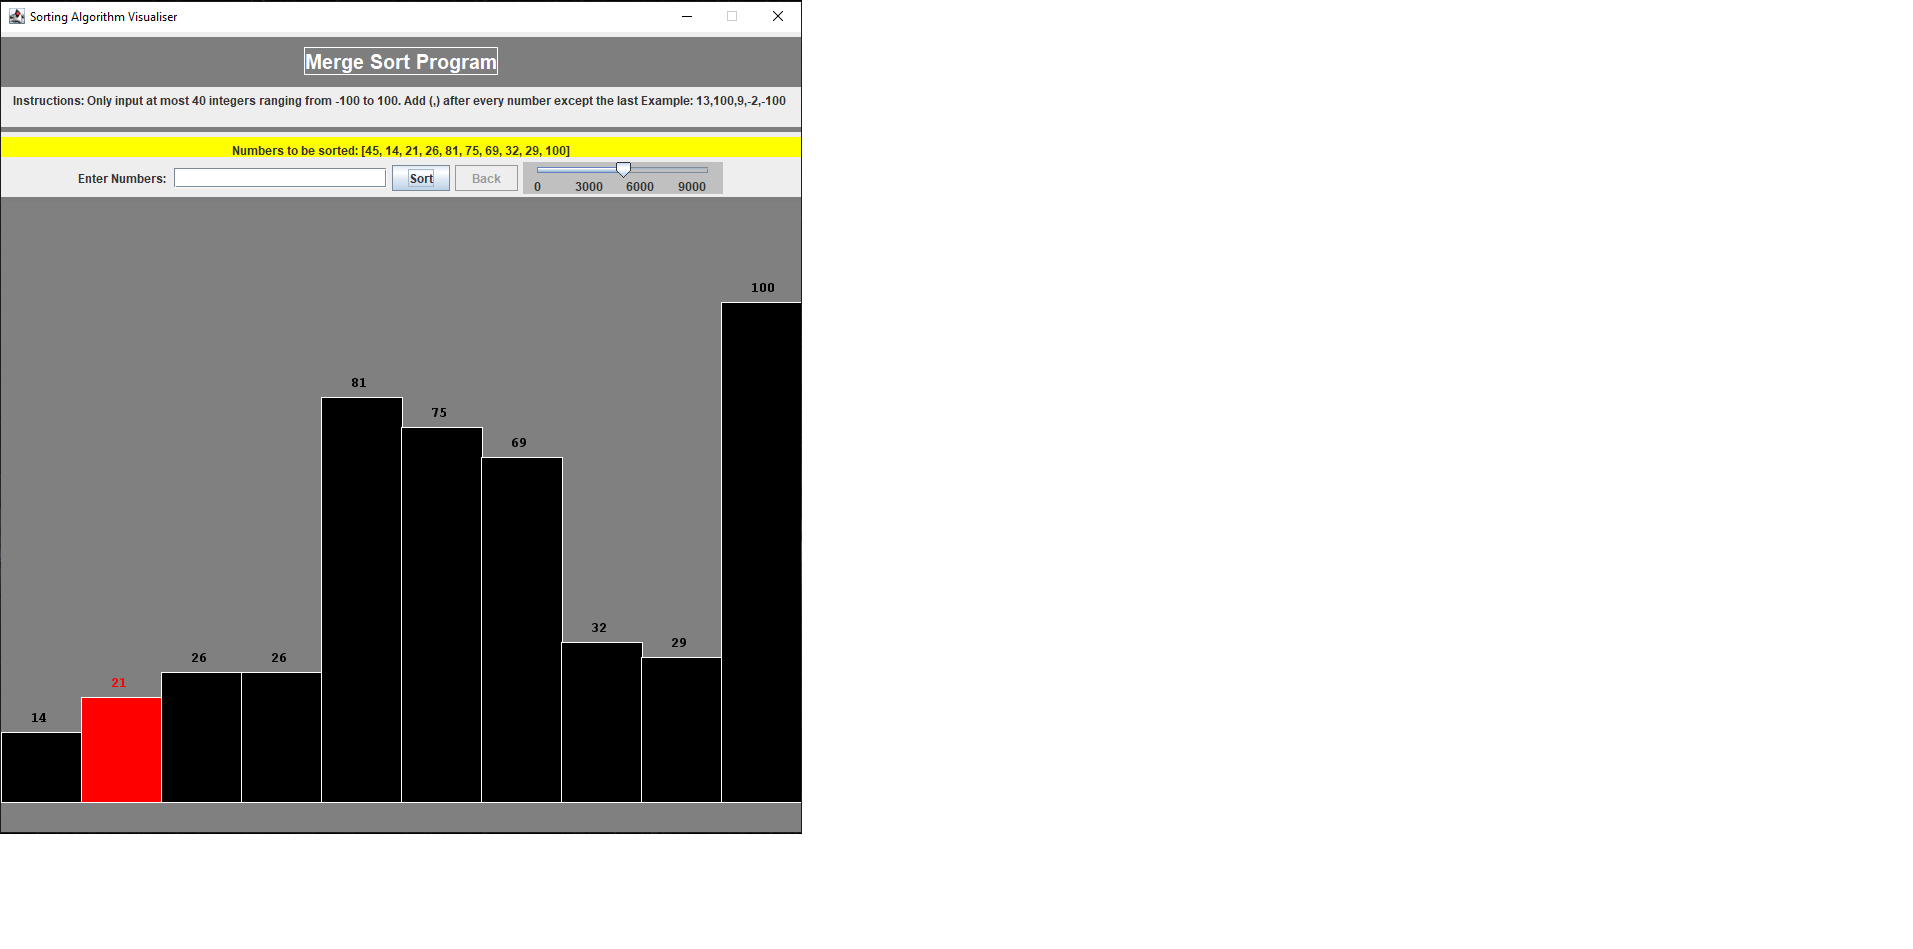 Sorting Algorithm Visualiser
Merge Sort Program
Instructions: Only input at most 40 integers ranging from -100 to 100. Add (,) after every number except the last Example: 13,100,9,-2,-100
Numbers to be sorted: [45, 14, 21, 26, 81, 75, 69, 32, 29, 100]
Enter Numbers: Sort Back
0 3000 6000 9000
100
81
75
69
32
29
26 26
21
14